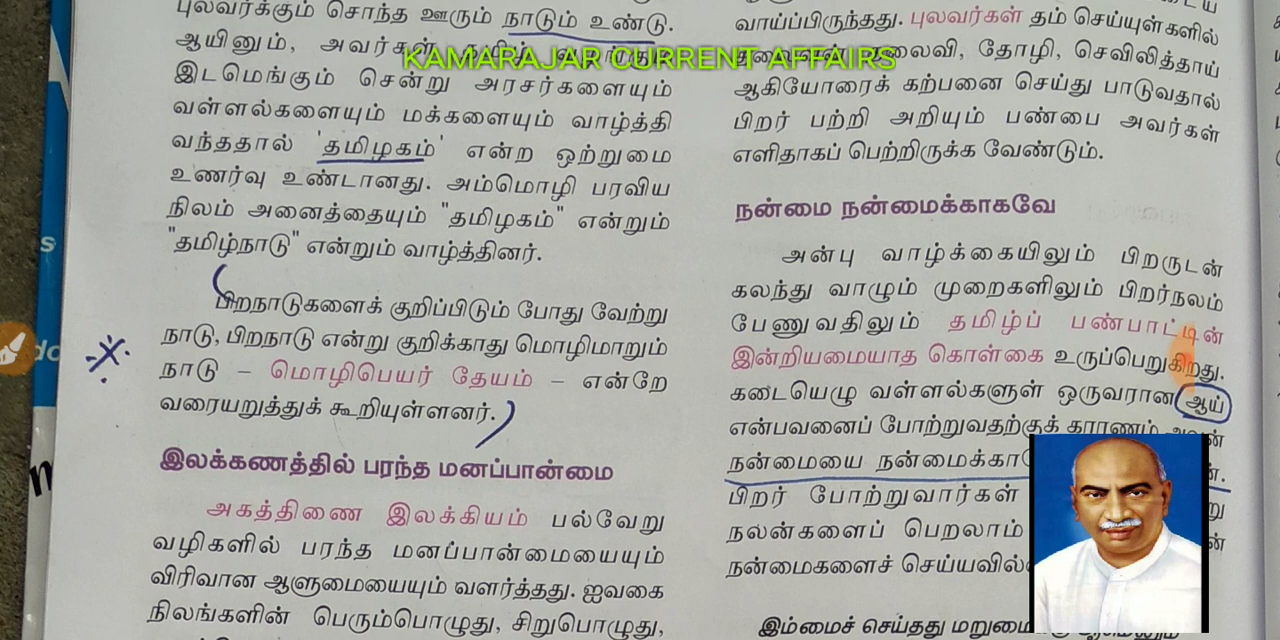 புலவர்க்கும் சொந்த ஊரும் நாடும் உண்டு.
ஆயினும், அவர்கள்
இடமெங்கும் சென்று அரசர்களையும்
வள்ளல்களையும் மக்களையும் வாழ்த்தி
வந்ததால் 'தமிழகம்' என்ற ஒற்றுமை
உணர்வு உண்டானது. அம்மொழி பரவிய
நிலம் அனைத்தையும் "தமிழகம்" என்றும்
"தமிழ்நாடு" என்றும் வாழ்த்தினர்.
பிறநாடுகளைக் குறிப்பிடும் போது வேற்று
நாடு, பிறநாடு என்று குறிக்காது மொழிமாறும்
நாடு – மொழிபெயர் தேயம் – என்றே
வரையறுத்துக் கூறியுள்ளனர்.
இலக்கணத்தில் பரந்த மனப்பான்மை
அகத்திணை இலக்கியம் பல்வேறு
வழிகளில் பரந்த மனப்பான்மையையும்
விரிவான ஆளுமையையும் வளர்த்தது. ஐவகை
நிலங்களின் பெரும்பொழுது, சிறுபொழுது,
வாய்ப்பிருந்தது. புலவர்கள் தம் செய்யுள்களில்
தோழி, செவிலித்தாய்
ஆகியோரைக் கற்பனை செய்து பாடுவதால்
பிறர் பற்றி அறியும் பண்பை அவர்கள்
எளிதாகப் பெற்றிருக்க வேண்டும்.
நன்மை நன்மைக்காகவே
அன்பு வாழ்க்கையிலும் பிறருடன்
கலந்து வாழும் முறைகளிலும் பிறர்நலம்
பேணுவதிலும் தமிழ்ப் பண்பாட்டின்
இன்றியமையாத கொள்கை உருப்பெறுகிறது.
கடையெழு வள்ளல்களுள் ஒருவரான ஆய்
என்பவனைப் போற்றுவதற்குக் காரணம் அவன்
நன்மையை
பிறர் போற்றுவார்கள்
நலன்களைப் பெறலாம்
இம்மைச் செய்தது
KAMARAJAR CURRENT AFFAIRS